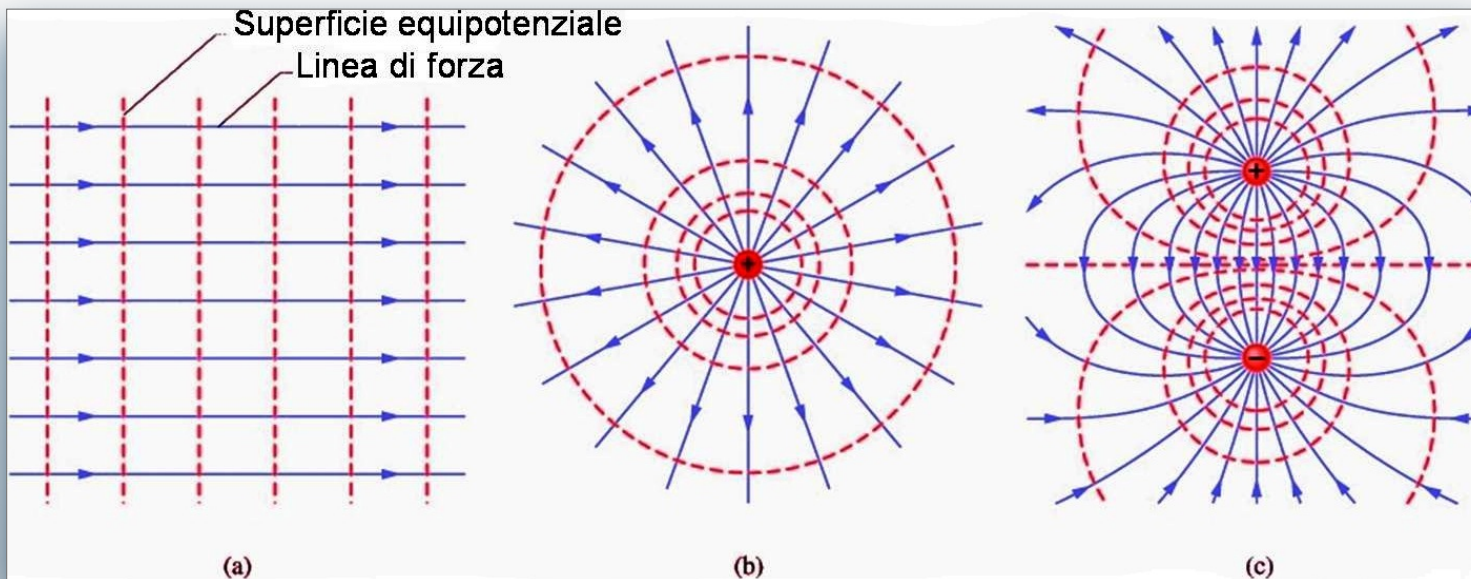 Superficie equipotenziale
Linea di forza
+
+
−
(a)
(b)
(c)